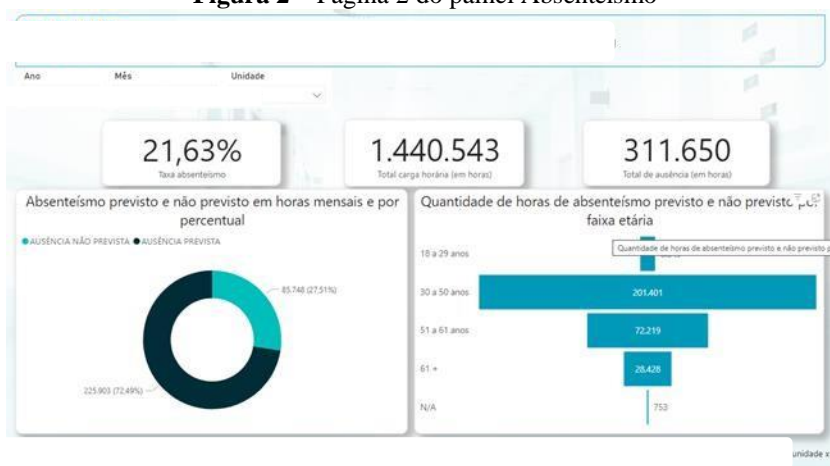 Figura 2 – Página 2 do painel Absenteísmo
Ano Mês Unidade
21,63%
Taxa absenteísmo
1.440.543
Total carga horária (em horas)
311.650
Total de ausência (em horas)
Absenteísmo previsto e não previsto em horas mensais e por
percentual
AUSÊNCIA NÃO PREVISTA AUSÊNCIA PREVISTA
85.748 (27,51%)
225.903 (72,49%)
Quantidade de horas de absenteísmo previsto e não previsto por
faixa etária
Quantidade de horas de absenteísmo previsto e não previsto p
18 a 29 anos
30 a 50 anos 201.401
51 a 61 anos 72.219
61 + 28.428
N/A 753
unidade x